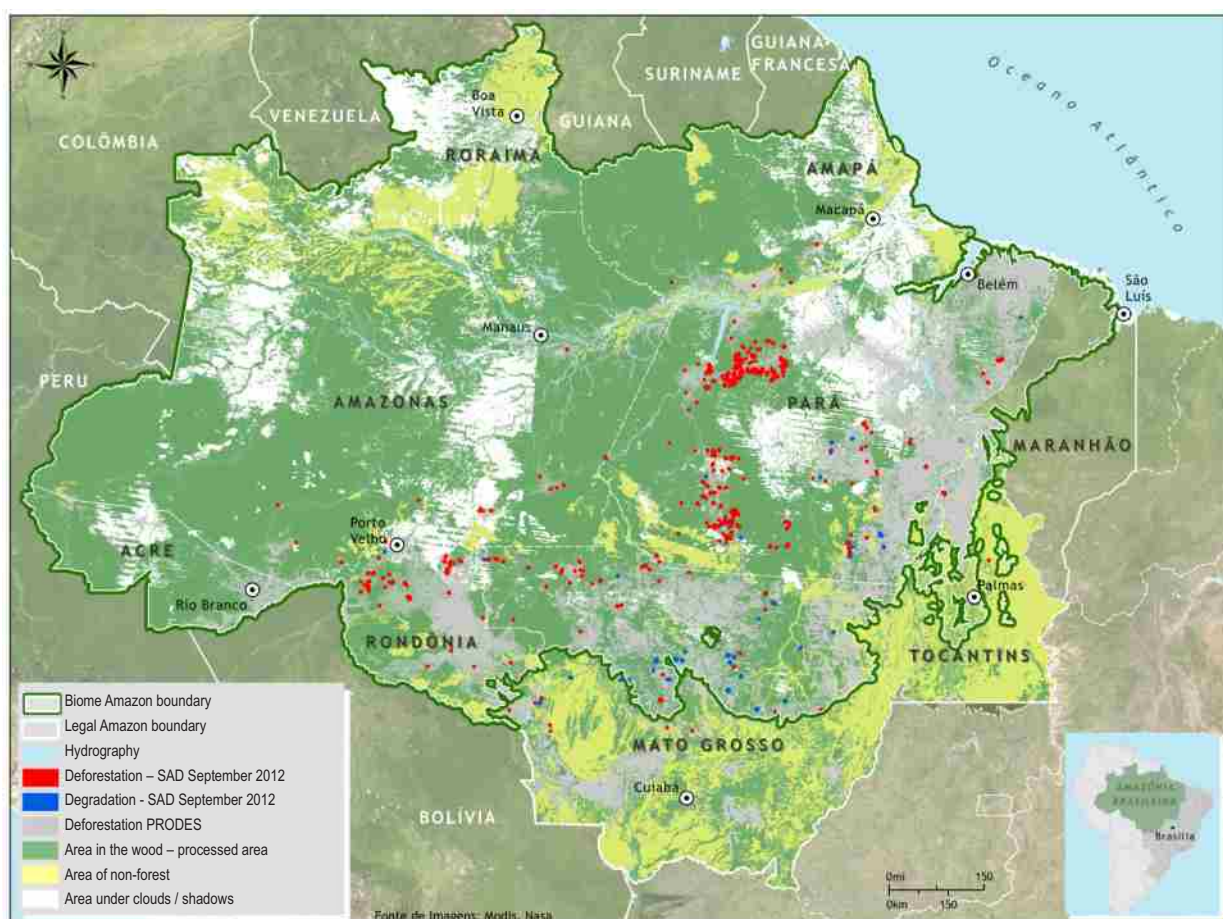 Oceano Atlântico
GUIANA-
FRANCESA
SURINAME
GUIANA
VENEZUELA
COLÔMBIA
Boa
Vista
RORAIMA
AMAPÁ
Macapá
Belém
São
Luís
Manaus
PERU
AMAZONAS
PARÁ
MARANHÃO
Porto
Velho
ACRE
Rio Branco
Palmas
RONDÔNIA
TOCANTINS
MATO GROSSO
Cuiabá
BOLÍVIA
Biome Amazon boundary
Legal Amazon boundary
Hydrography
Deforestation – SAD September 2012
Degradation - SAD September 2012
Deforestation PRODES
Area in the wood – processed area
Area of non-forest
Area under clouds / shadows
AMAZÔNIA
BRASILEIRA
Brasília
0mi 150
0km 150
Fonte de Imagens: Modis, Nasa